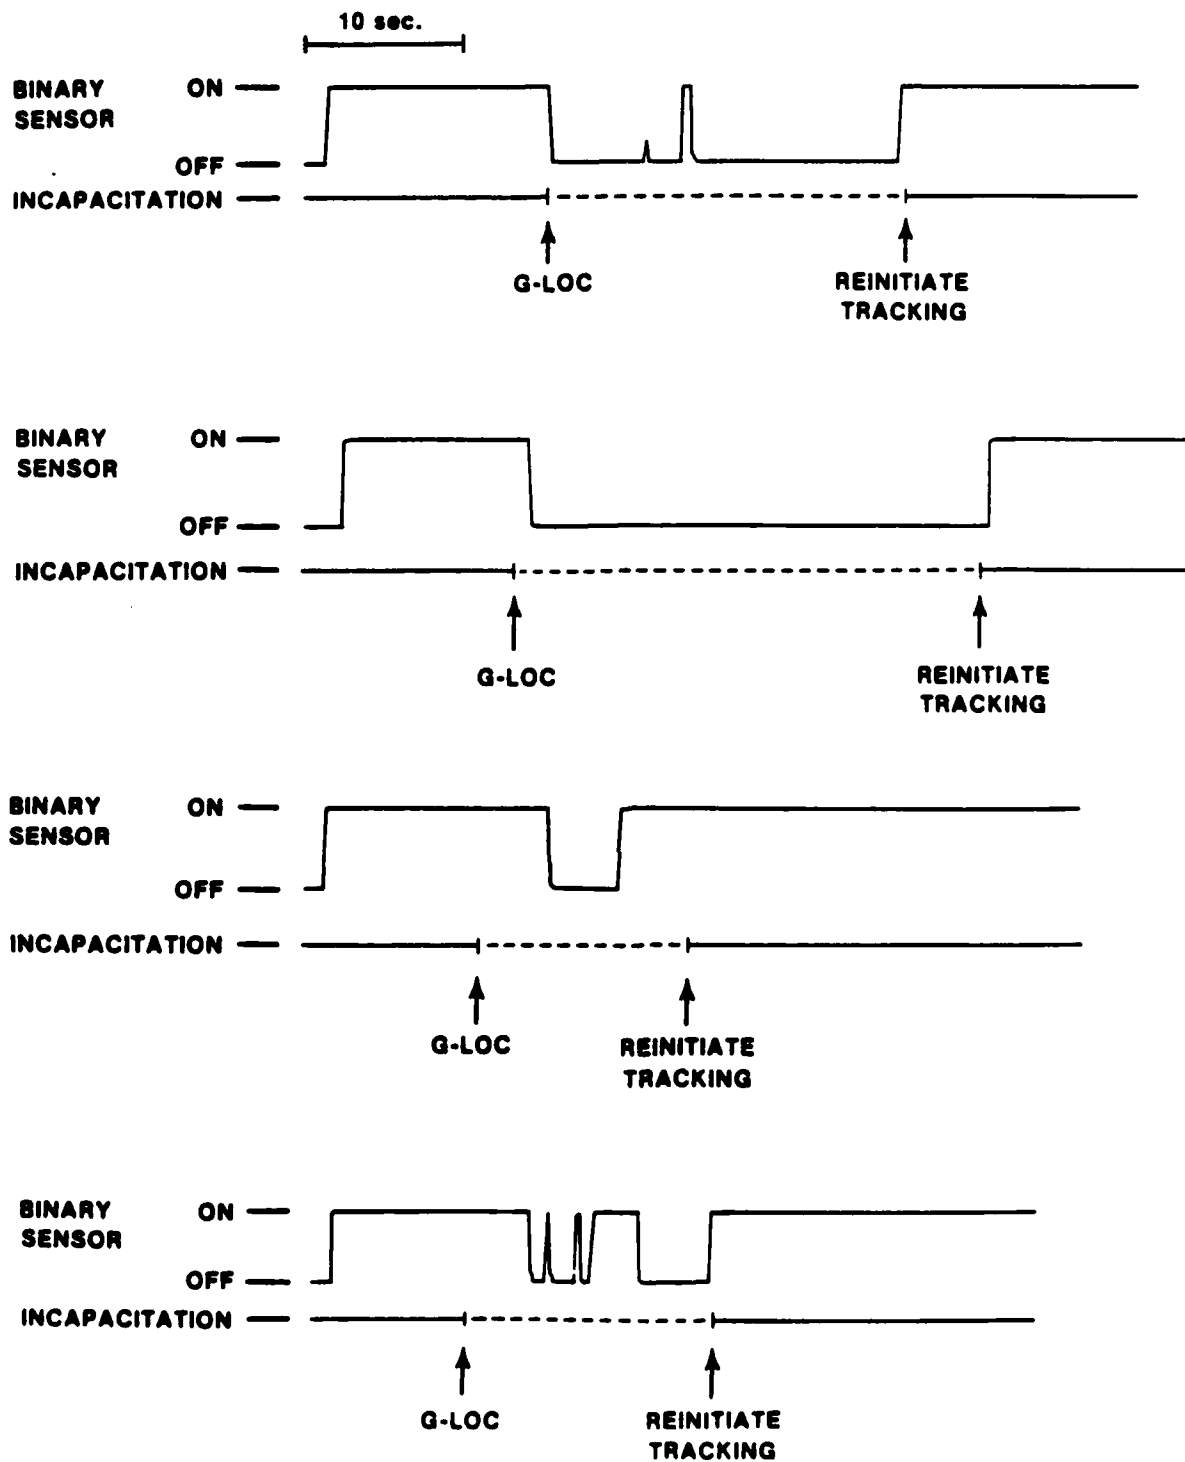 10 sec.
BINARY ON
SENSOR
OFF
INCAPACITATION
G-LOC REINITIATE
TRACKING
BINARY ON
SENSOR
OFF
INCAPACITATION
G-LOC REINITIATE
TRACKING
BINARY ON
SENSOR
OFF
INCAPACITATION
G-LOC REINITIATE
TRACKING
BINARY ON
SENSOR
OFF
INCAPACITATION
G-LOC REINITIATE
TRACKING